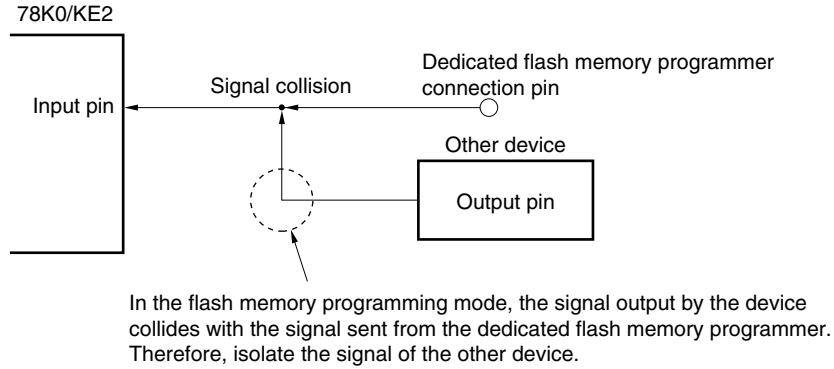 78K0/KE2
Input pin
Signal collision
Dedicated flash memory programmer
connection pin
Other device
Output pin
In the flash memory programming mode, the signal output by the device
collides with the signal sent from the dedicated flash memory programmer.
Therefore, isolate the signal of the other device.